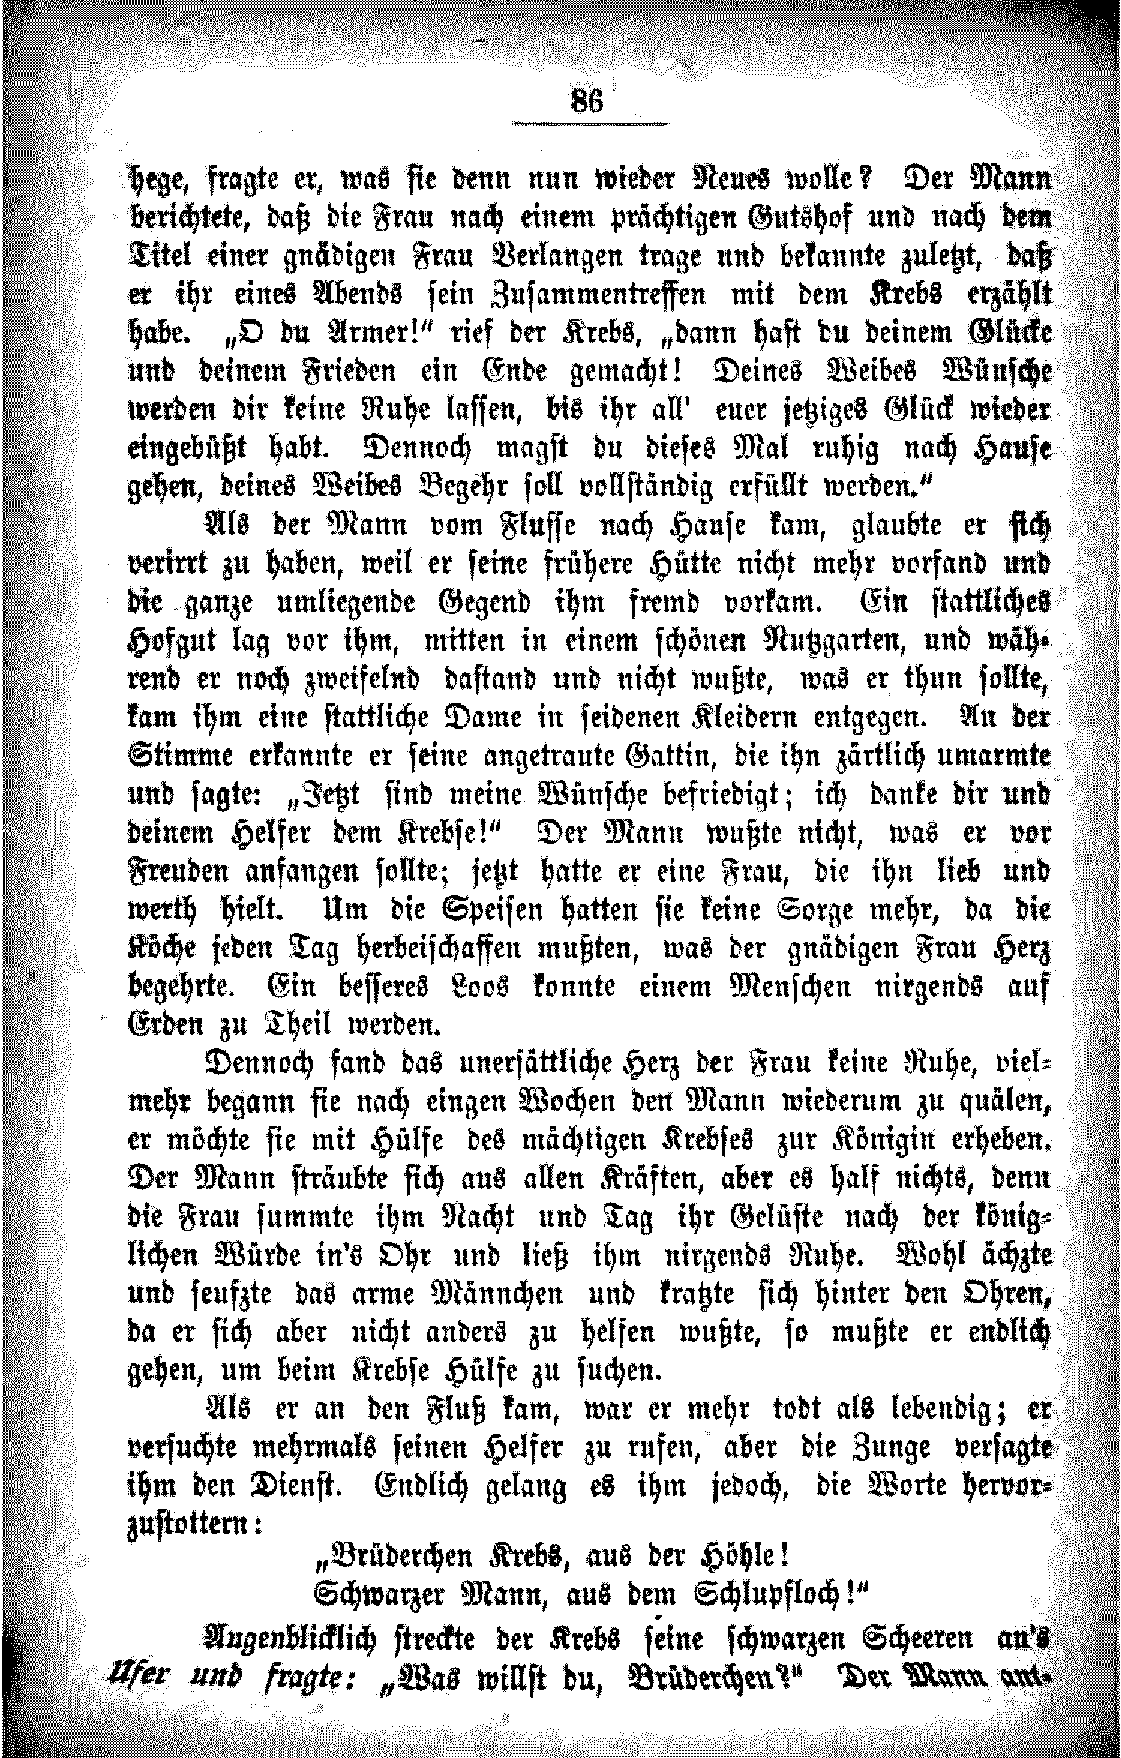 86
hege, fragte er, was sie denn nun wieder Neues wolle? Der Mann
berichtete, daß die Frau nach einem prächtigen Gutshof und nach dem
Titel einer gnädigen Frau Verlangen trage und bekannte zuletzt, daß
er ihr eines Abends sein Zusammentreffen mit dem Krebs erzählt
habe. „O du Armer!“ rief der Krebs, „dann hast du deinem Glücke
und deinem Frieden ein Ende gemacht! Deines Weibes Wünsche
werden dir keine Ruhe lassen, bis ihr all' euer jetziges Glück wieder
eingebüßt habt. Dennoch magst du dieses Mal ruhig nach Hause
gehen, deines Weibes Begehr soll vollständig erfüllt werden.“
Als der Mann vom Flusse nach Hause kam, glaubte er sich
verirrt zu haben, weil er seine frühere Hütte nicht mehr vorfand und
die ganze umliegende Gegend ihm fremd vorkam. Ein stattliches
Hofgut lag vor ihm, mitten in einem schönen Nutzgarten, und wäh-
rend er noch zweifelnd dastand und nicht wußte, was er thun sollte,
kam ihm eine stattliche Dame in seidenen Kleidern entgegen. An der
Stimme erkannte er seine angetraute Gattin, die ihn zärtlich umarmte
und sagte: „Jetzt sind meine Wünsche befriedigt; ich danke dir und
deinem Helfer dem Krebse!“ Der Mann wußte nicht, was er vor
Freuden anfangen sollte; jetzt hatte er eine Frau, die ihn lieb und
werth hielt. Um die Speisen hatten sie keine Sorge mehr, da die
Köche jeden Tag herbeischaffen mußten, was der gnädigen Frau Herz
begehrte. Ein besseres Loos konnte einem Menschen nirgends auf
Erden zu Theil werden.
Dennoch fand das unersättliche Herz der Frau keine Ruhe, viel-
mehr begann sie nach eingen Wochen den Mann wiederum zu quälen,
er möchte sie mit Hülfe des mächtigen Krebses zur Königin erheben.
Der Mann sträubte sich aus allen Kräften, aber es half nichts, denn
die Frau summte ihm Nacht und Tag ihr Gelüste nach der könig-
lichen Würde in's Ohr und ließ ihm nirgends Ruhe. Wohl ächzte
und seufzte das arme Männchen und kratzte sich hinter den Ohren,
da er sich aber nicht anders zu helfen wußte, so mußte er endlich
gehen, um beim Krebse Hülfe zu suchen.
Als er an den Fluß kam, war er mehr todt als lebendig; er
versuchte mehrmals seinen Helfer zu rufen, aber die Zunge versagte
ihm den Dienst. Endlich gelang es ihm jedoch, die Worte hervor-
zustottern:
„Brüderchen Krebs, aus der Höhle!
Schwarzer Mann, aus dem Schlupfloch!“
Augenblicklich streckte der Krebs seine schwarzen Scheeren an's
Ufer und fragte: „Was willst du, Brüderchen?“ Der Mann ant-